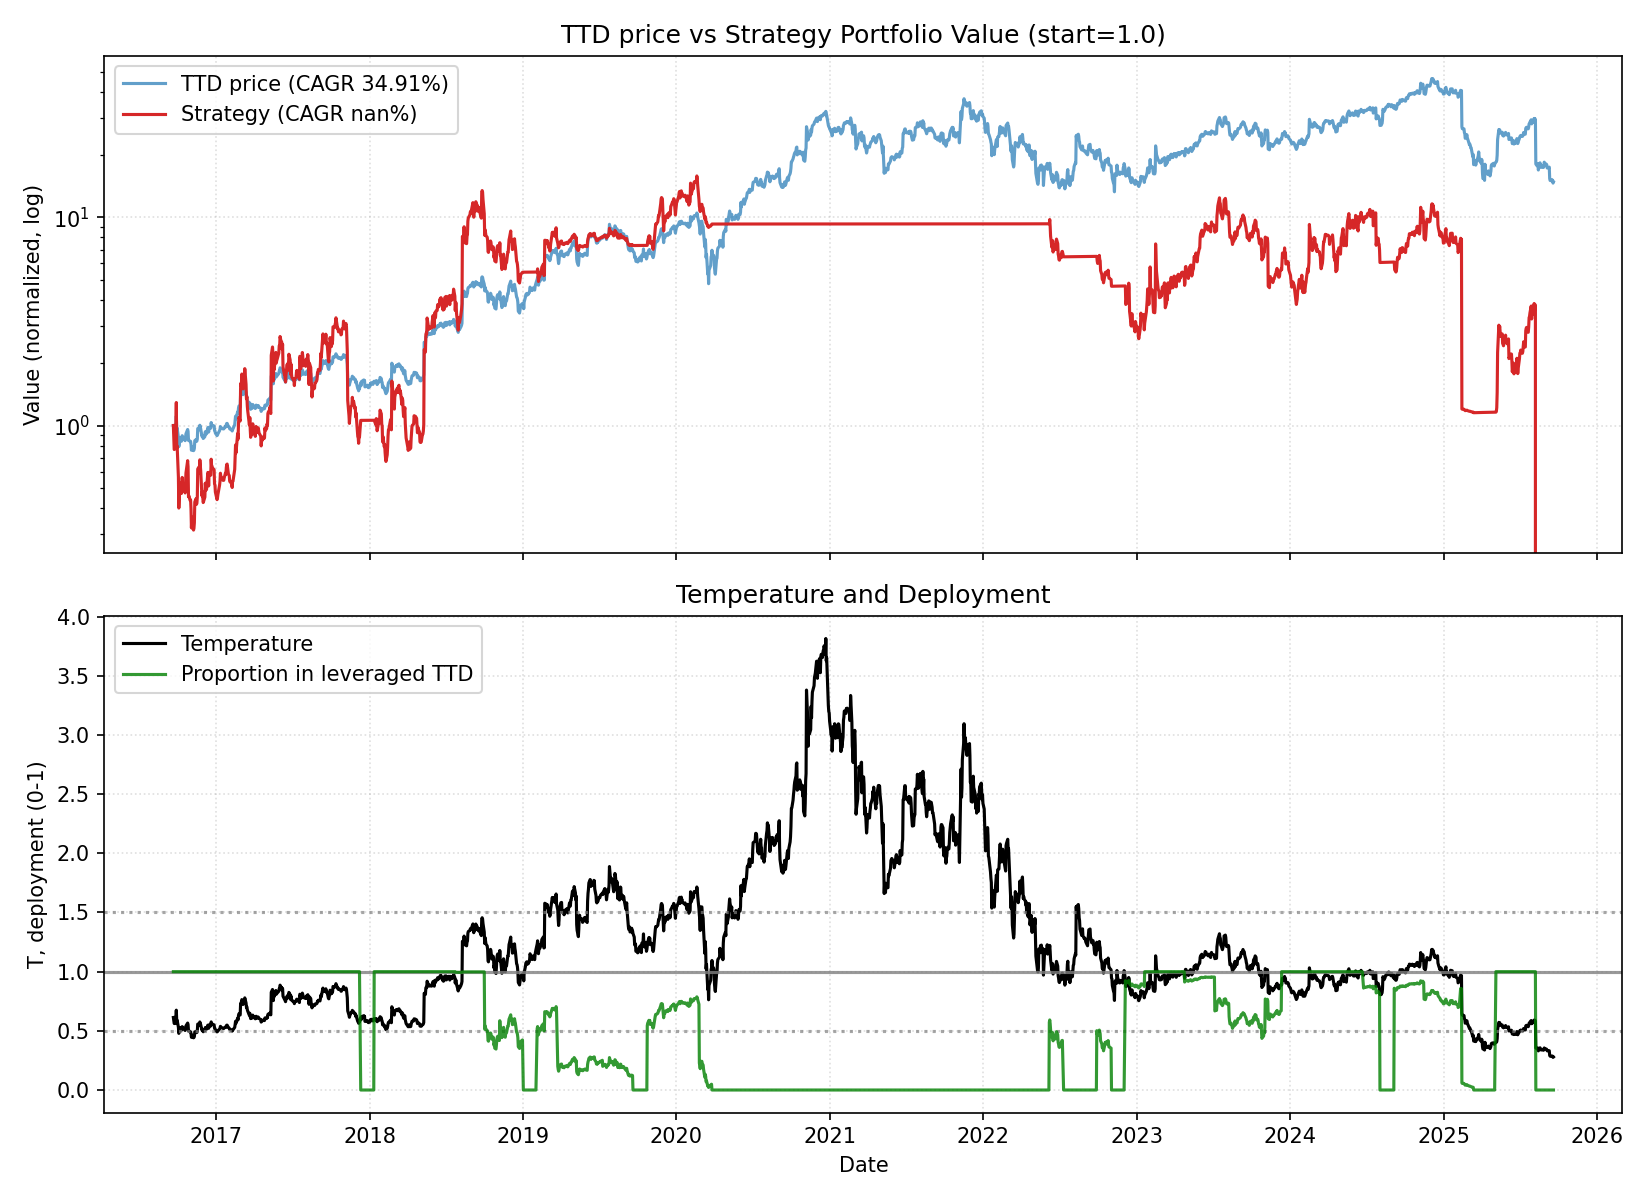 TTD price vs Strategy Portfolio Value (start=1.0)
TTD price (CAGR 34.91%)
Strategy (CAGR nan%)
Value (normalized, log)
10¹
10⁰
Temperature and Deployment
Temperature
Proportion in leveraged TTD
T, deployment (0-1)
4.0
3.5
3.0
2.5
2.0
1.5
1.0
0.5
0.0
2017 2018 2019 2020 2021 2022 2023 2024 2025 2026
Date